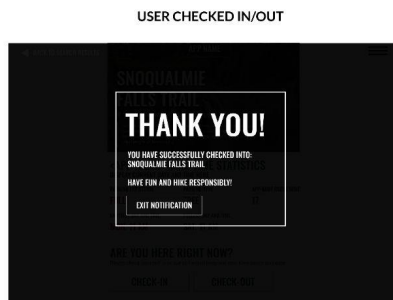 USER CHECKED IN/OUT
SNOQUALMIE
FALLS TRAIL
THANK YOU!
YOU HAVE SUCCESSFULLY CHECKED INTO:
SNOQUALMIE FALLS TRAIL
STATISTICS
HAVE FUN AND HIKE RESPONSIBLY!
EXIT NOTIFICATION
ARE YOU HERE RIGHT NOW?
CHECK-IN CHECK-OUT